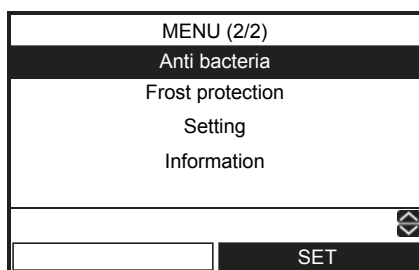 MENU (2/2)
Anti bacteria
Frost protection
Setting
Information
SET